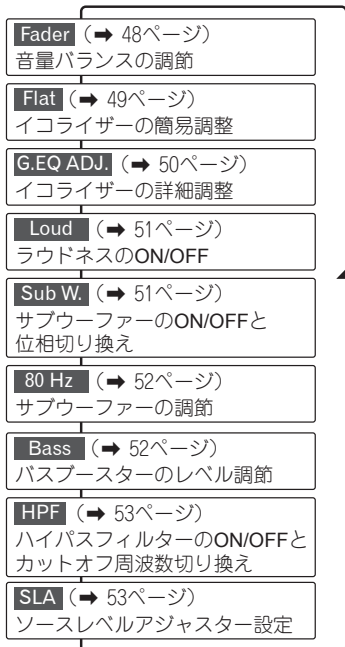 Fader (➡ 48ページ)
音量バランスの調節
Flat (➡ 49ページ)
イコライザーの簡易調整
G.EQ ADJ. (➡ 50ページ)
イコライザーの詳細調整
Loud (➡ 51ページ)
ラウドネスのON/OFF
Sub W. (➡ 51ページ)
サブウーファーのON/OFFと
位相切り換え
80 Hz (➡ 52ページ)
サブウーファーの調節
Bass (➡ 52ページ)
バスブースターのレベル調節
HPF (➡ 53ページ)
ハイパスフィルターのON/OFFと
カットオフ周波数切り換え
SLA (➡ 53ページ)
ソースレベルアジャスター設定